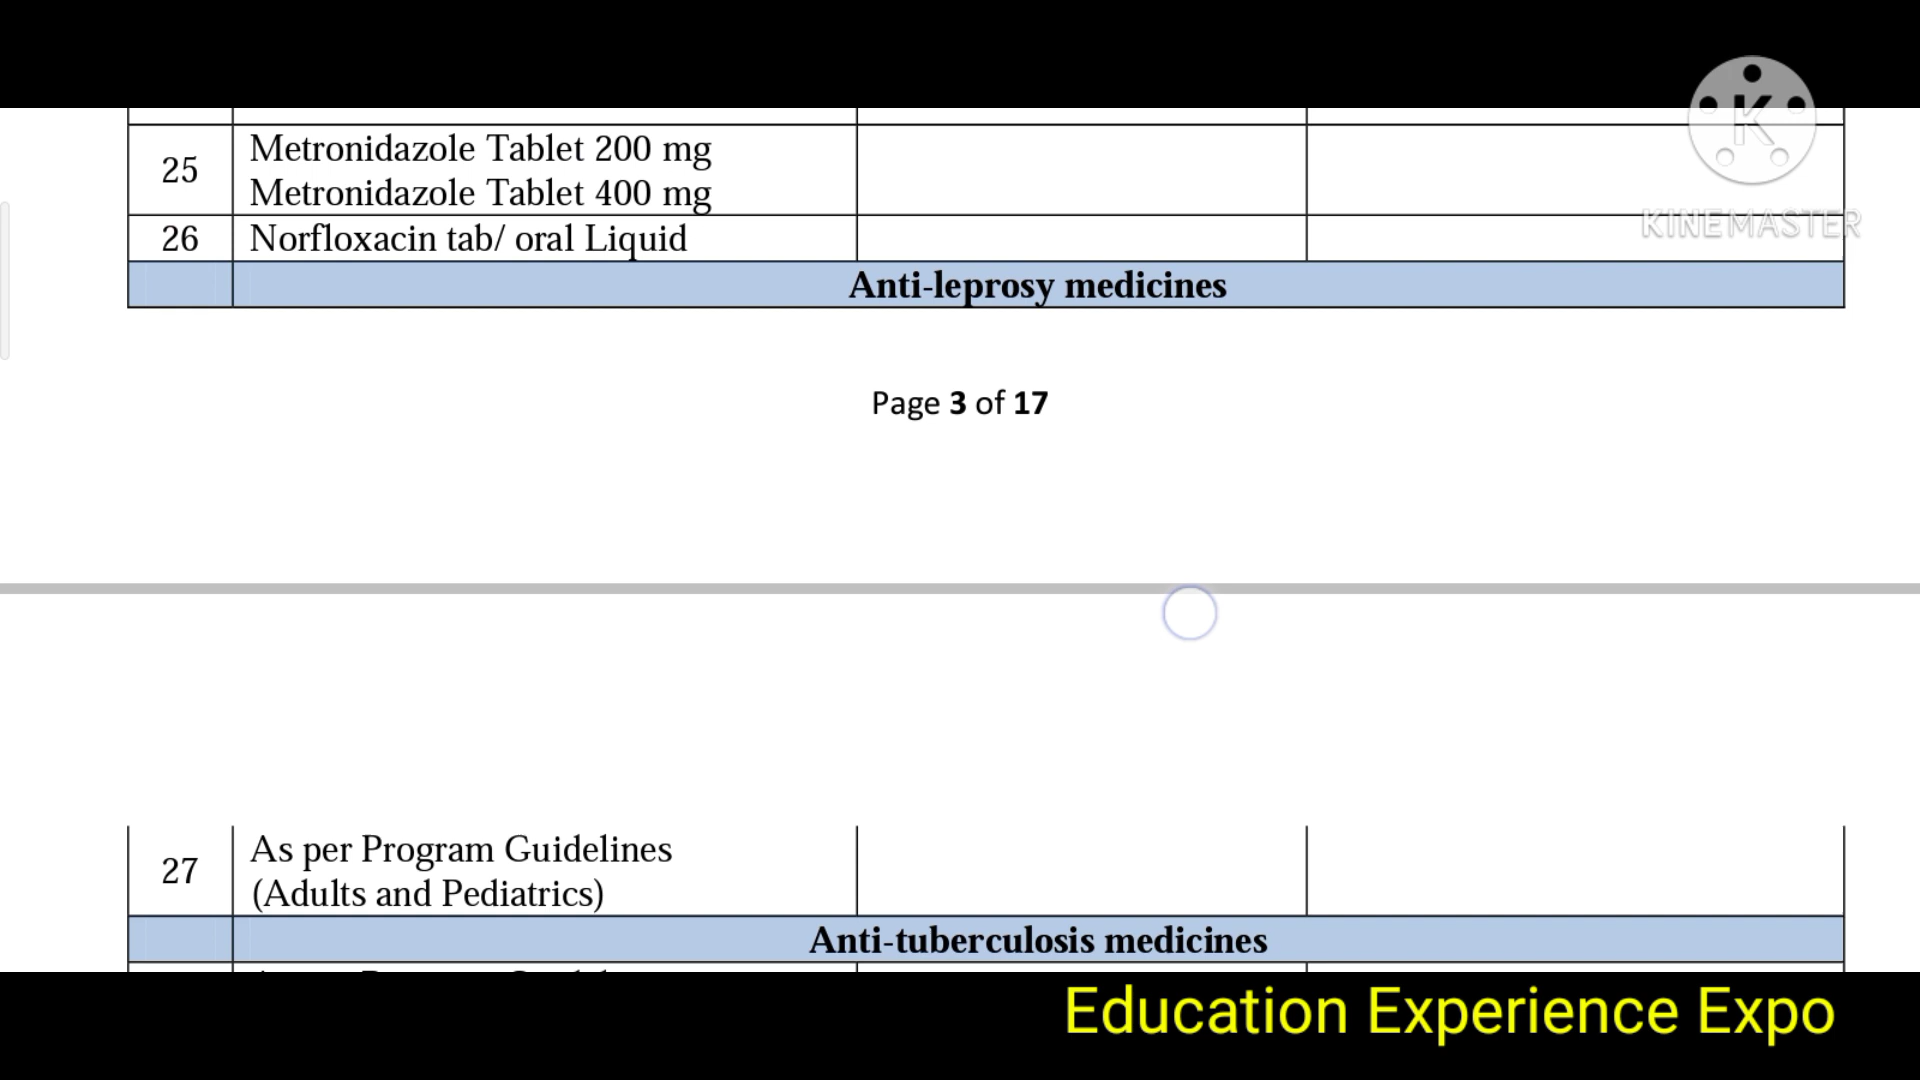 K
KINEMASTER
25
Metronidazole Tablet 200 mg
Metronidazole Tablet 400 mg
26 Norfloxacin tab/ oral Liquid
Anti-leprosy medicines
Page 3 of 17
27
As per Program Guidelines
(Adults and Pediatrics)
Anti-tuberculosis medicines
Education Experience Expo